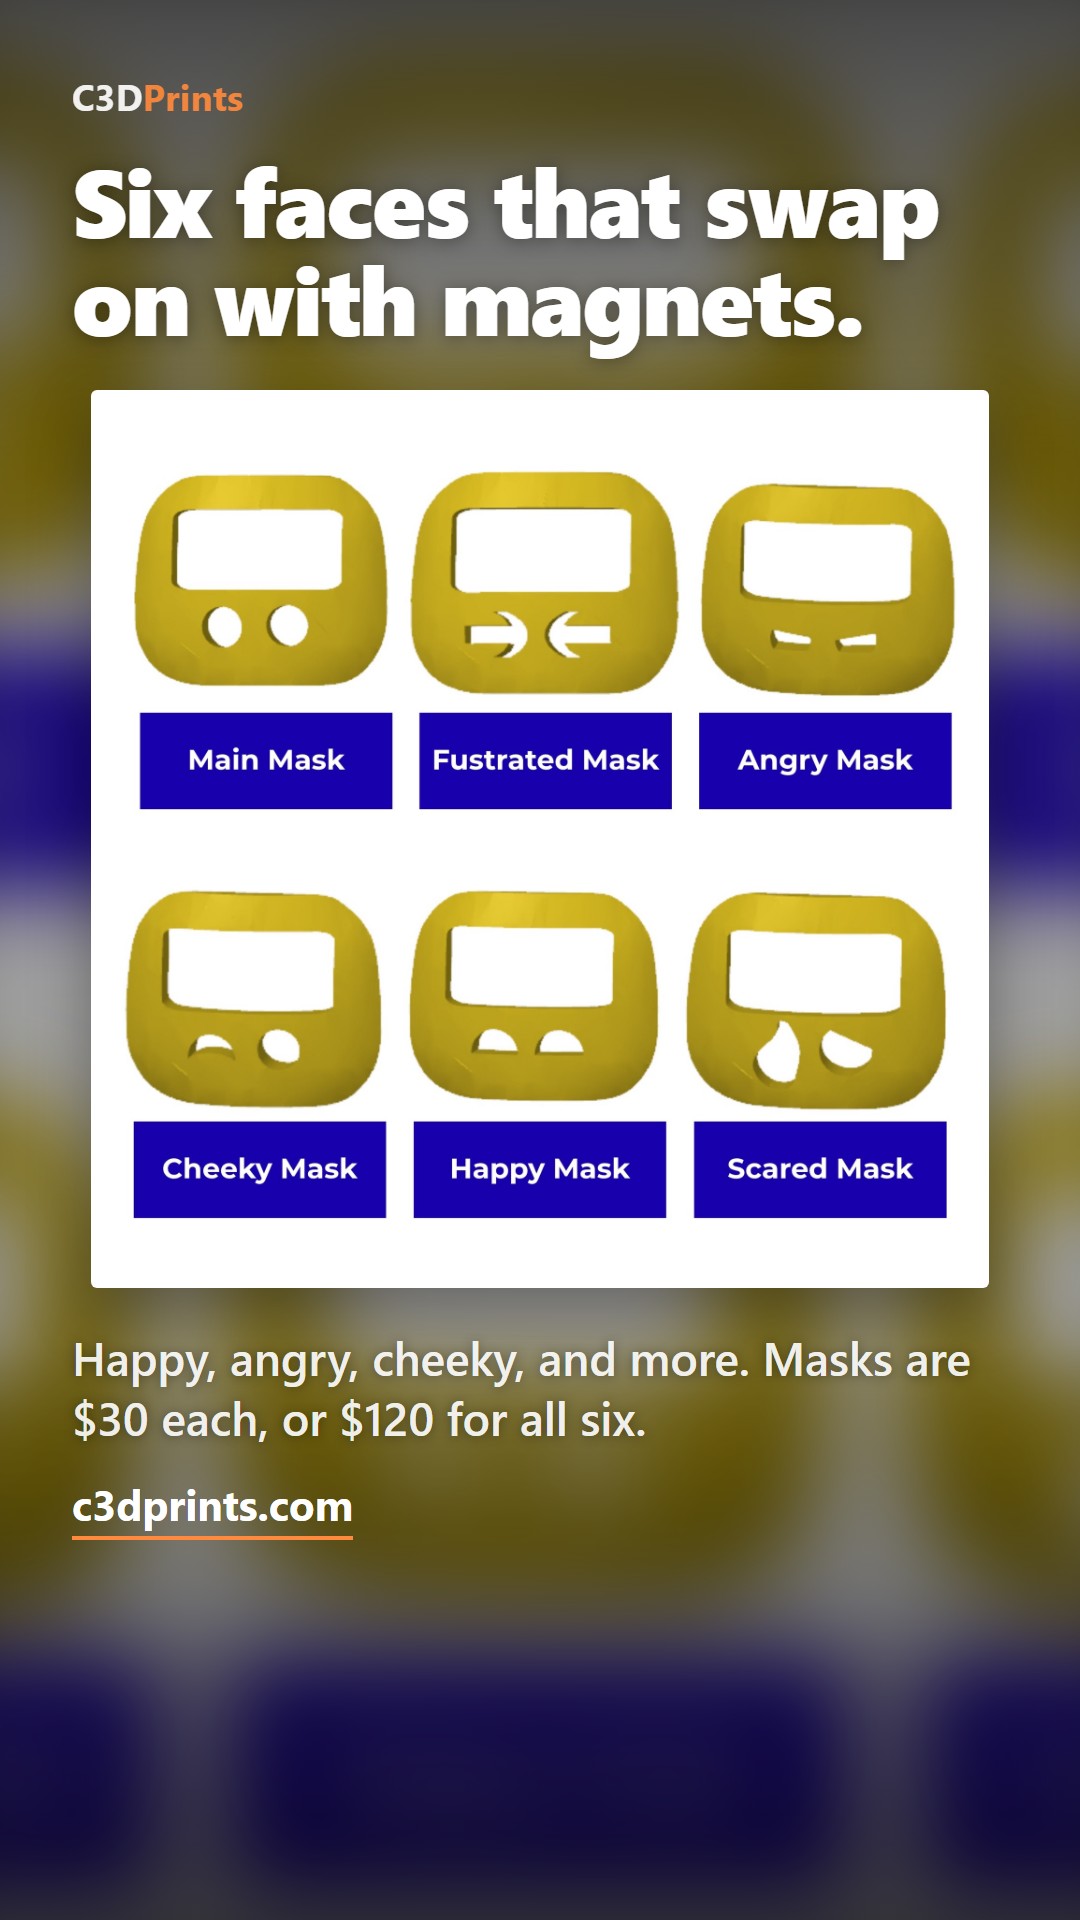 C3DPrints
Six faces that swap
on with magnets.
Main Mask
Fustrated Mask
Angry Mask
Cheeky Mask
Happy Mask
Scared Mask
Happy, angry, cheeky, and more. Masks are
$30 each, or $120 for all six.
c3dprints.com